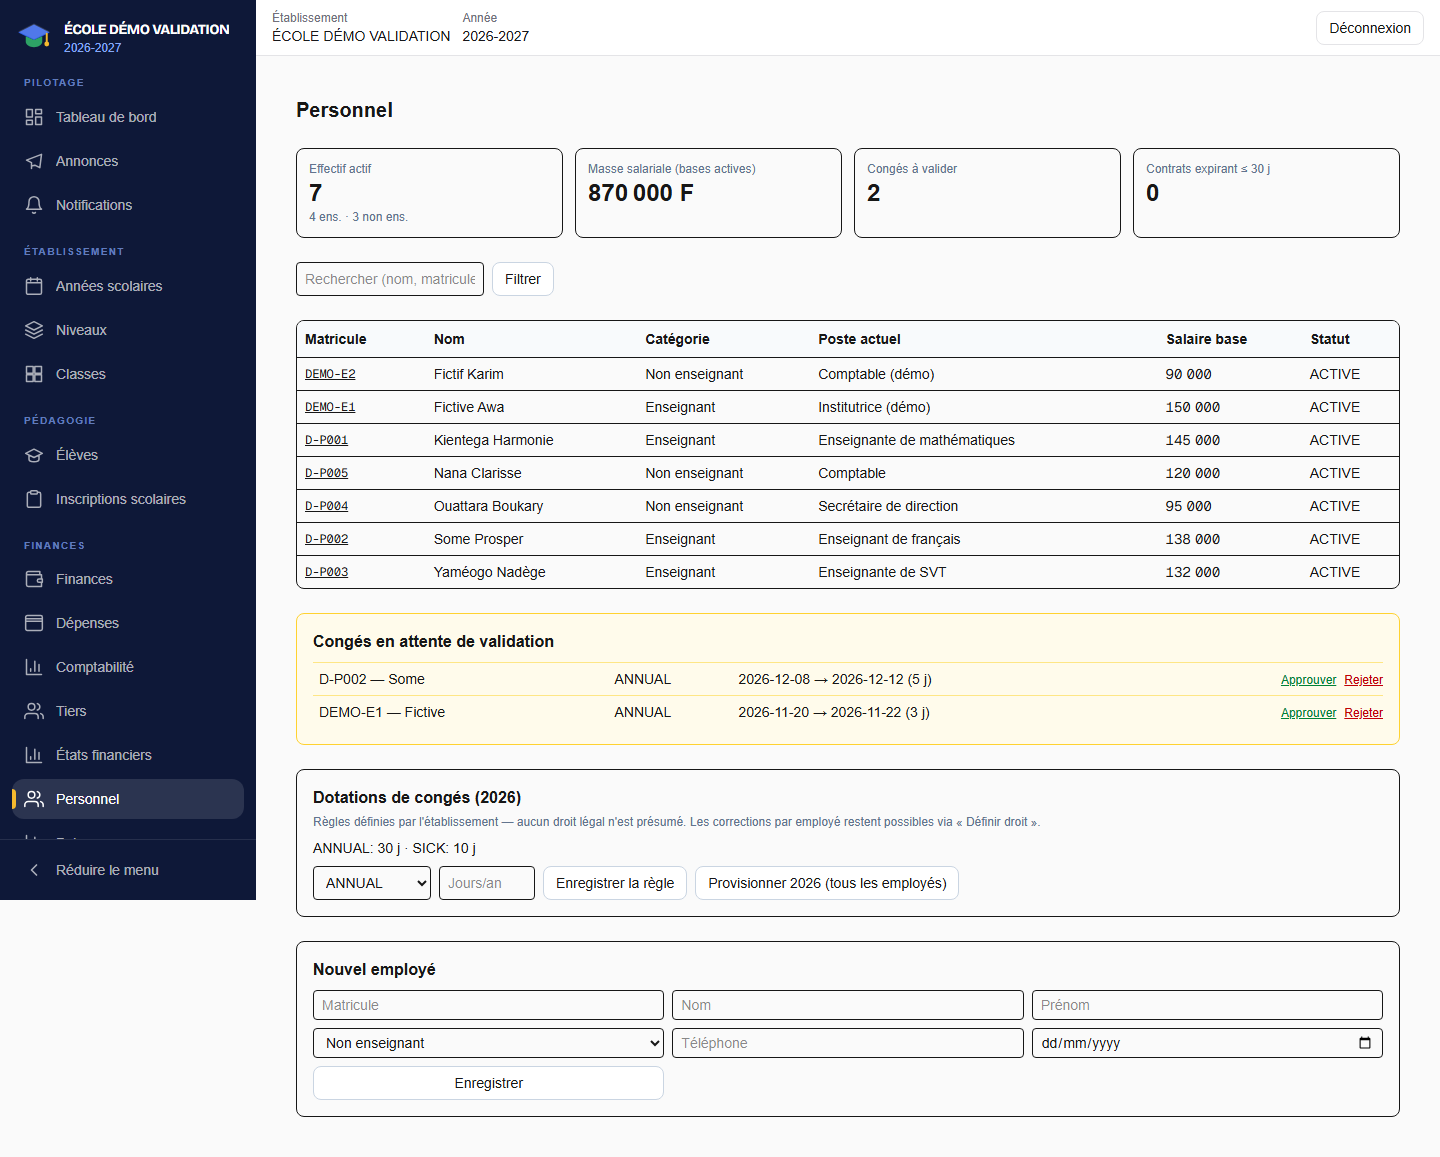 ÉCOLE DÉMO VALIDATION
2026-2027
PILOTAGE
Tableau de bord
Annonces
Notifications
ÉTABLISSEMENT
Années scolaires
Niveaux
Classes
PÉDAGOGIE
Élèves
Inscriptions scolaires
FINANCES
Finances
Dépenses
Comptabilité
Tiers
États financiers
Personnel
Réduire le menu
Établissement Année
ÉCOLE DÉMO VALIDATION 2026-2027
Déconnexion
Personnel
Effectif actif
7
4 ens. · 3 non ens.
Masse salariale (bases actives)
870 000 F
Congés à valider
2
Contrats expirant ≤ 30 j
0
Rechercher (nom, matricule Filtrer
Matricule Nom Catégorie Poste actuel Salaire base Statut
DEMO-E2 Fictif Karim Non enseignant Comptable (démo) 90 000 ACTIVE
DEMO-E1 Fictive Awa Enseignant Institutrice (démo) 150 000 ACTIVE
D-P001 Kientega Harmonie Enseignant Enseignante de mathématiques 145 000 ACTIVE
D-P005 Nana Clarisse Non enseignant Comptable 120 000 ACTIVE
D-P004 Ouattara Boukary Non enseignant Secrétaire de direction 95 000 ACTIVE
D-P002 Some Prosper Enseignant Enseignant de français 138 000 ACTIVE
D-P003 Yaméogo Nadège Enseignant Enseignante de SVT 132 000 ACTIVE
Congés en attente de validation
D-P002 — Some ANNUAL 2026-12-08 → 2026-12-12 (5 j) Approuver Rejeter
DEMO-E1 — Fictive ANNUAL 2026-11-20 → 2026-11-22 (3 j) Approuver Rejeter
Dotations de congés (2026)
Règles définies par l'établissement — aucun droit légal n'est présumé. Les corrections par employé restent possibles via « Définir droit ».
ANNUAL: 30 j · SICK: 10 j
ANNUAL Jours/an Enregistrer la règle Provisionner 2026 (tous les employés)
Nouvel employé
Matricule Nom Prénom
Non enseignant Téléphone dd/mm/yyyy
Enregistrer